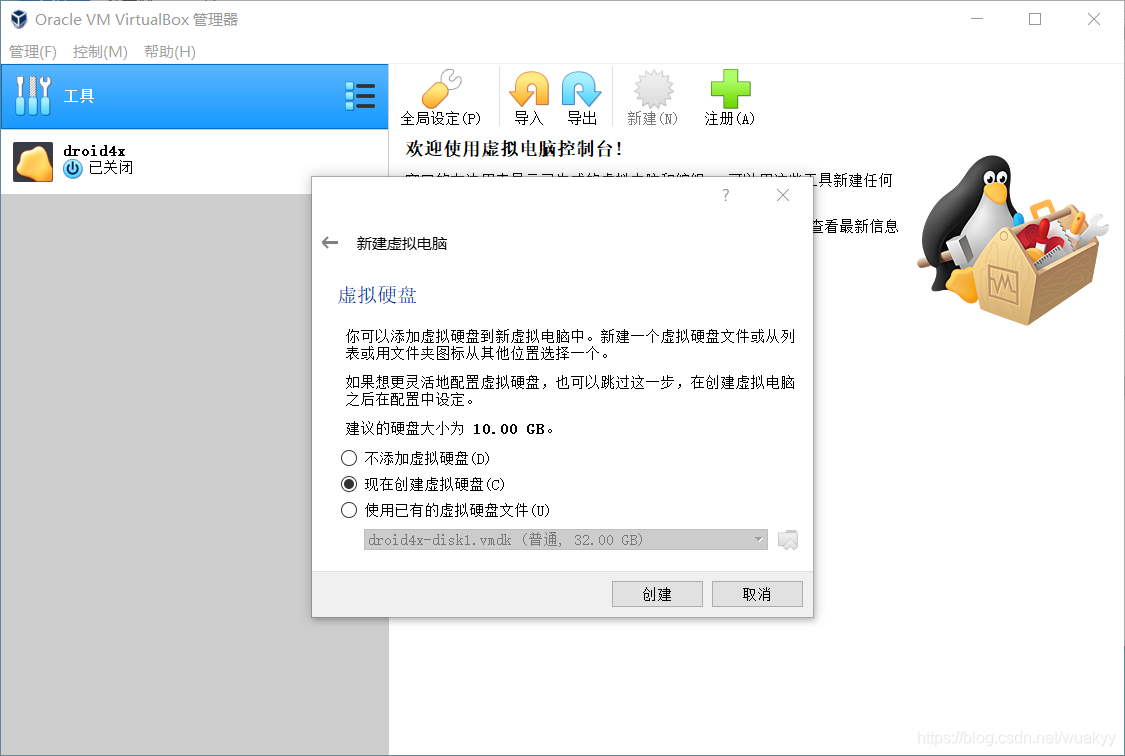 Oracle VM VirtualBox 管理器
管理(F) 控制(M) 帮助(H)
工具
全局设定(P) 导入 导出 新建(N) 注册(A)
droid4x
已关闭
欢迎使用虚拟电脑控制台!
具新建任何
查看最新信息
?
新建虚拟电脑
虚拟硬盘
你可以添加虚拟硬盘到新虚拟电脑中。新建一个虚拟硬盘文件或从列
表或用文件夹图标从其他位置选择一个。
如果想更灵活地配置虚拟硬盘，也可以跳过这一步，在创建虚拟电脑
之后在配置中设定。
建议的硬盘大小为 10.00 GB。
不添加虚拟硬盘(D)
现在创建虚拟硬盘(C)
使用已有的虚拟硬盘文件(U)
droid4x-disk1.vmdk (普通, 32.00 GB)
创建 取消
https://blog.csdn.net/wuakyy